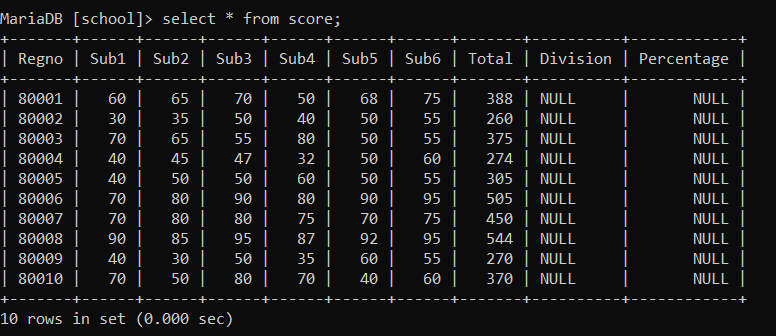 MariaDB [school]> select * from score;
+-------+------+------+------+------+------+------+-------+----------+------------+
| Regno | Sub1 | Sub2 | Sub3 | Sub4 | Sub5 | Sub6 | Total | Division | Percentage |
+-------+------+------+------+------+------+------+-------+----------+------------+
| 80001 | 60 | 65 | 70 | 50 | 68 | 75 | 388 | NULL | NULL |
| 80002 | 30 | 35 | 50 | 40 | 50 | 55 | 260 | NULL | NULL |
| 80003 | 70 | 65 | 55 | 80 | 50 | 55 | 375 | NULL | NULL |
| 80004 | 40 | 45 | 47 | 32 | 50 | 60 | 274 | NULL | NULL |
| 80005 | 40 | 50 | 50 | 60 | 50 | 55 | 305 | NULL | NULL |
| 80006 | 70 | 80 | 90 | 80 | 90 | 95 | 505 | NULL | NULL |
| 80007 | 70 | 80 | 80 | 75 | 70 | 75 | 450 | NULL | NULL |
| 80008 | 90 | 85 | 95 | 87 | 92 | 95 | 544 | NULL | NULL |
| 80009 | 40 | 30 | 50 | 35 | 60 | 55 | 270 | NULL | NULL |
| 80010 | 70 | 50 | 80 | 70 | 40 | 60 | 370 | NULL | NULL |
+-------+------+------+------+------+------+------+-------+----------+------------+
10 rows in set (0.000 sec)